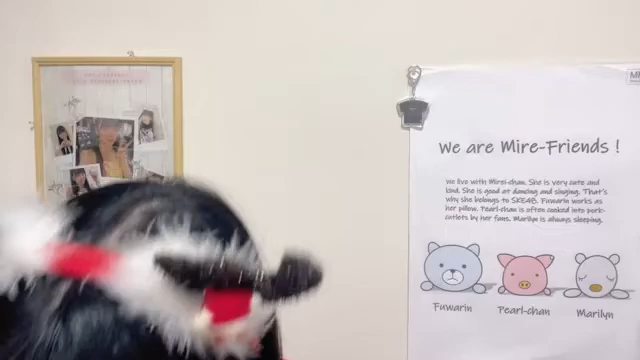 We are Mire-Friends !
We live with Mirei-chan. She is very cute and
kind. She is good at dancing and singing. That's
why she belongs to SKE48. Fuwarin works as
her pillow. Pearl-chan is often cooked into pork-
cutlets by her fans. Marilyn is always sleeping.
Fuwarin Pearl-chan Marilyn